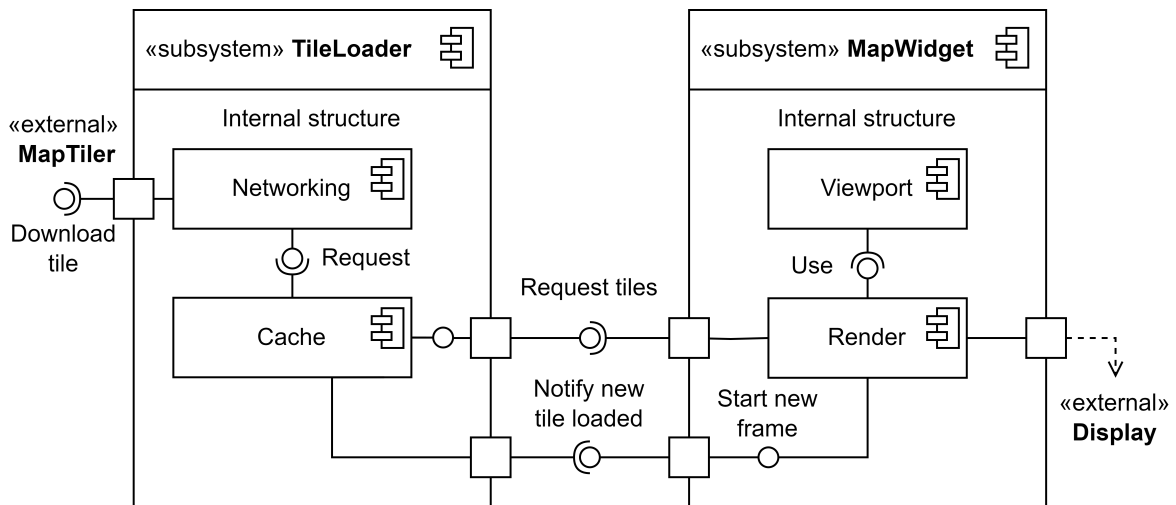 «subsystem» TileLoader
«subsystem» MapWidget
Internal structure
Internal structure
«external»
MapTiler
Networking
Viewport
Download
tile
Request
Use
Request tiles
Cache
Render
Notify new
tile loaded
Start new
frame
«external»
Display